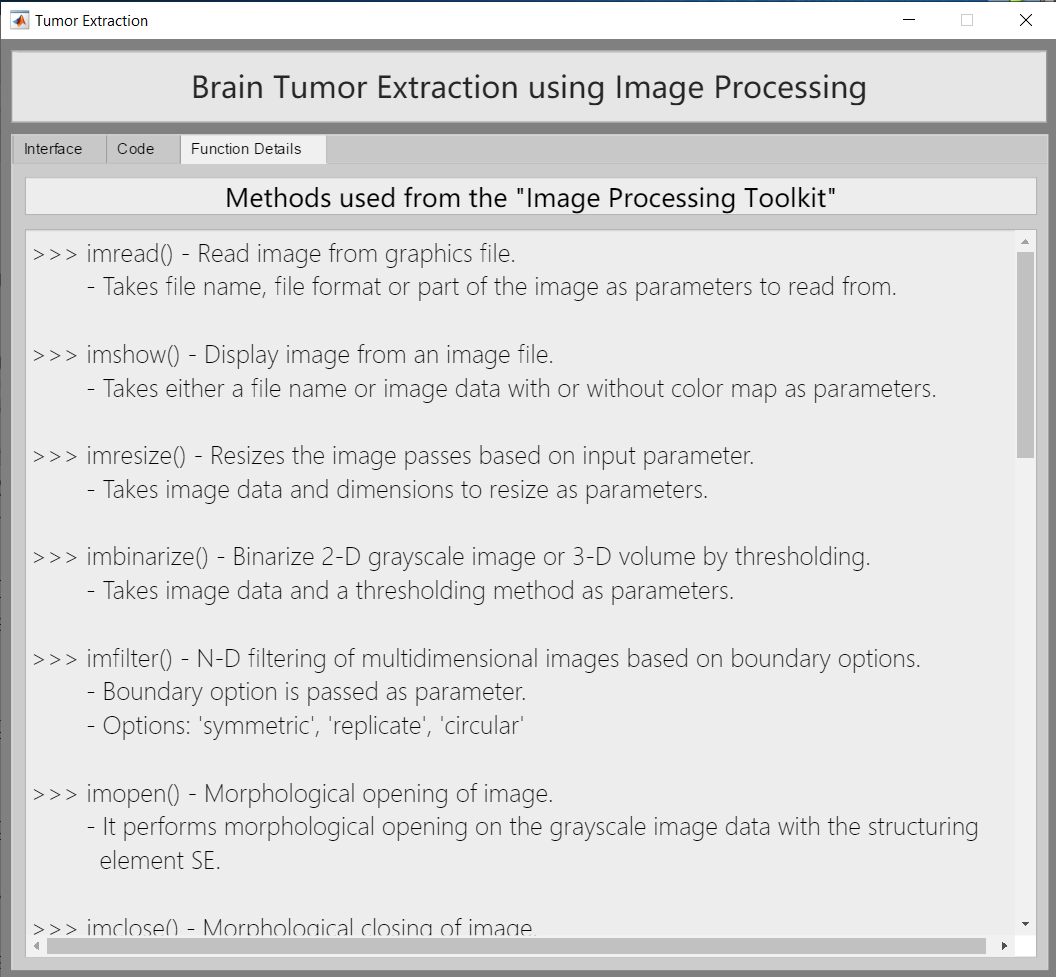 Tumor Extraction
Brain Tumor Extraction using Image Processing
Interface
Code
Function Details
Methods used from the "Image Processing Toolkit"
>>> imread() - Read image from graphics file.
- Takes file name, file format or part of the image as parameters to read from.
>>> imshow() - Display image from an image file.
- Takes either a file name or image data with or without color map as parameters.
>>> imresize() - Resizes the image passes based on input parameter.
- Takes image data and dimensions to resize as parameters.
>>> imbinarize() - Binarize 2-D grayscale image or 3-D volume by thresholding.
- Takes image data and a thresholding method as parameters.
>>> imfilter() - N-D filtering of multidimensional images based on boundary options.
- Boundary option is passed as parameter.
- Options: 'symmetric', 'replicate', 'circular'
>>> imopen() - Morphological opening of image.
- It performs morphological opening on the grayscale image data with the structuring
element SE.
>>> imclose() - Morphological closing of image.